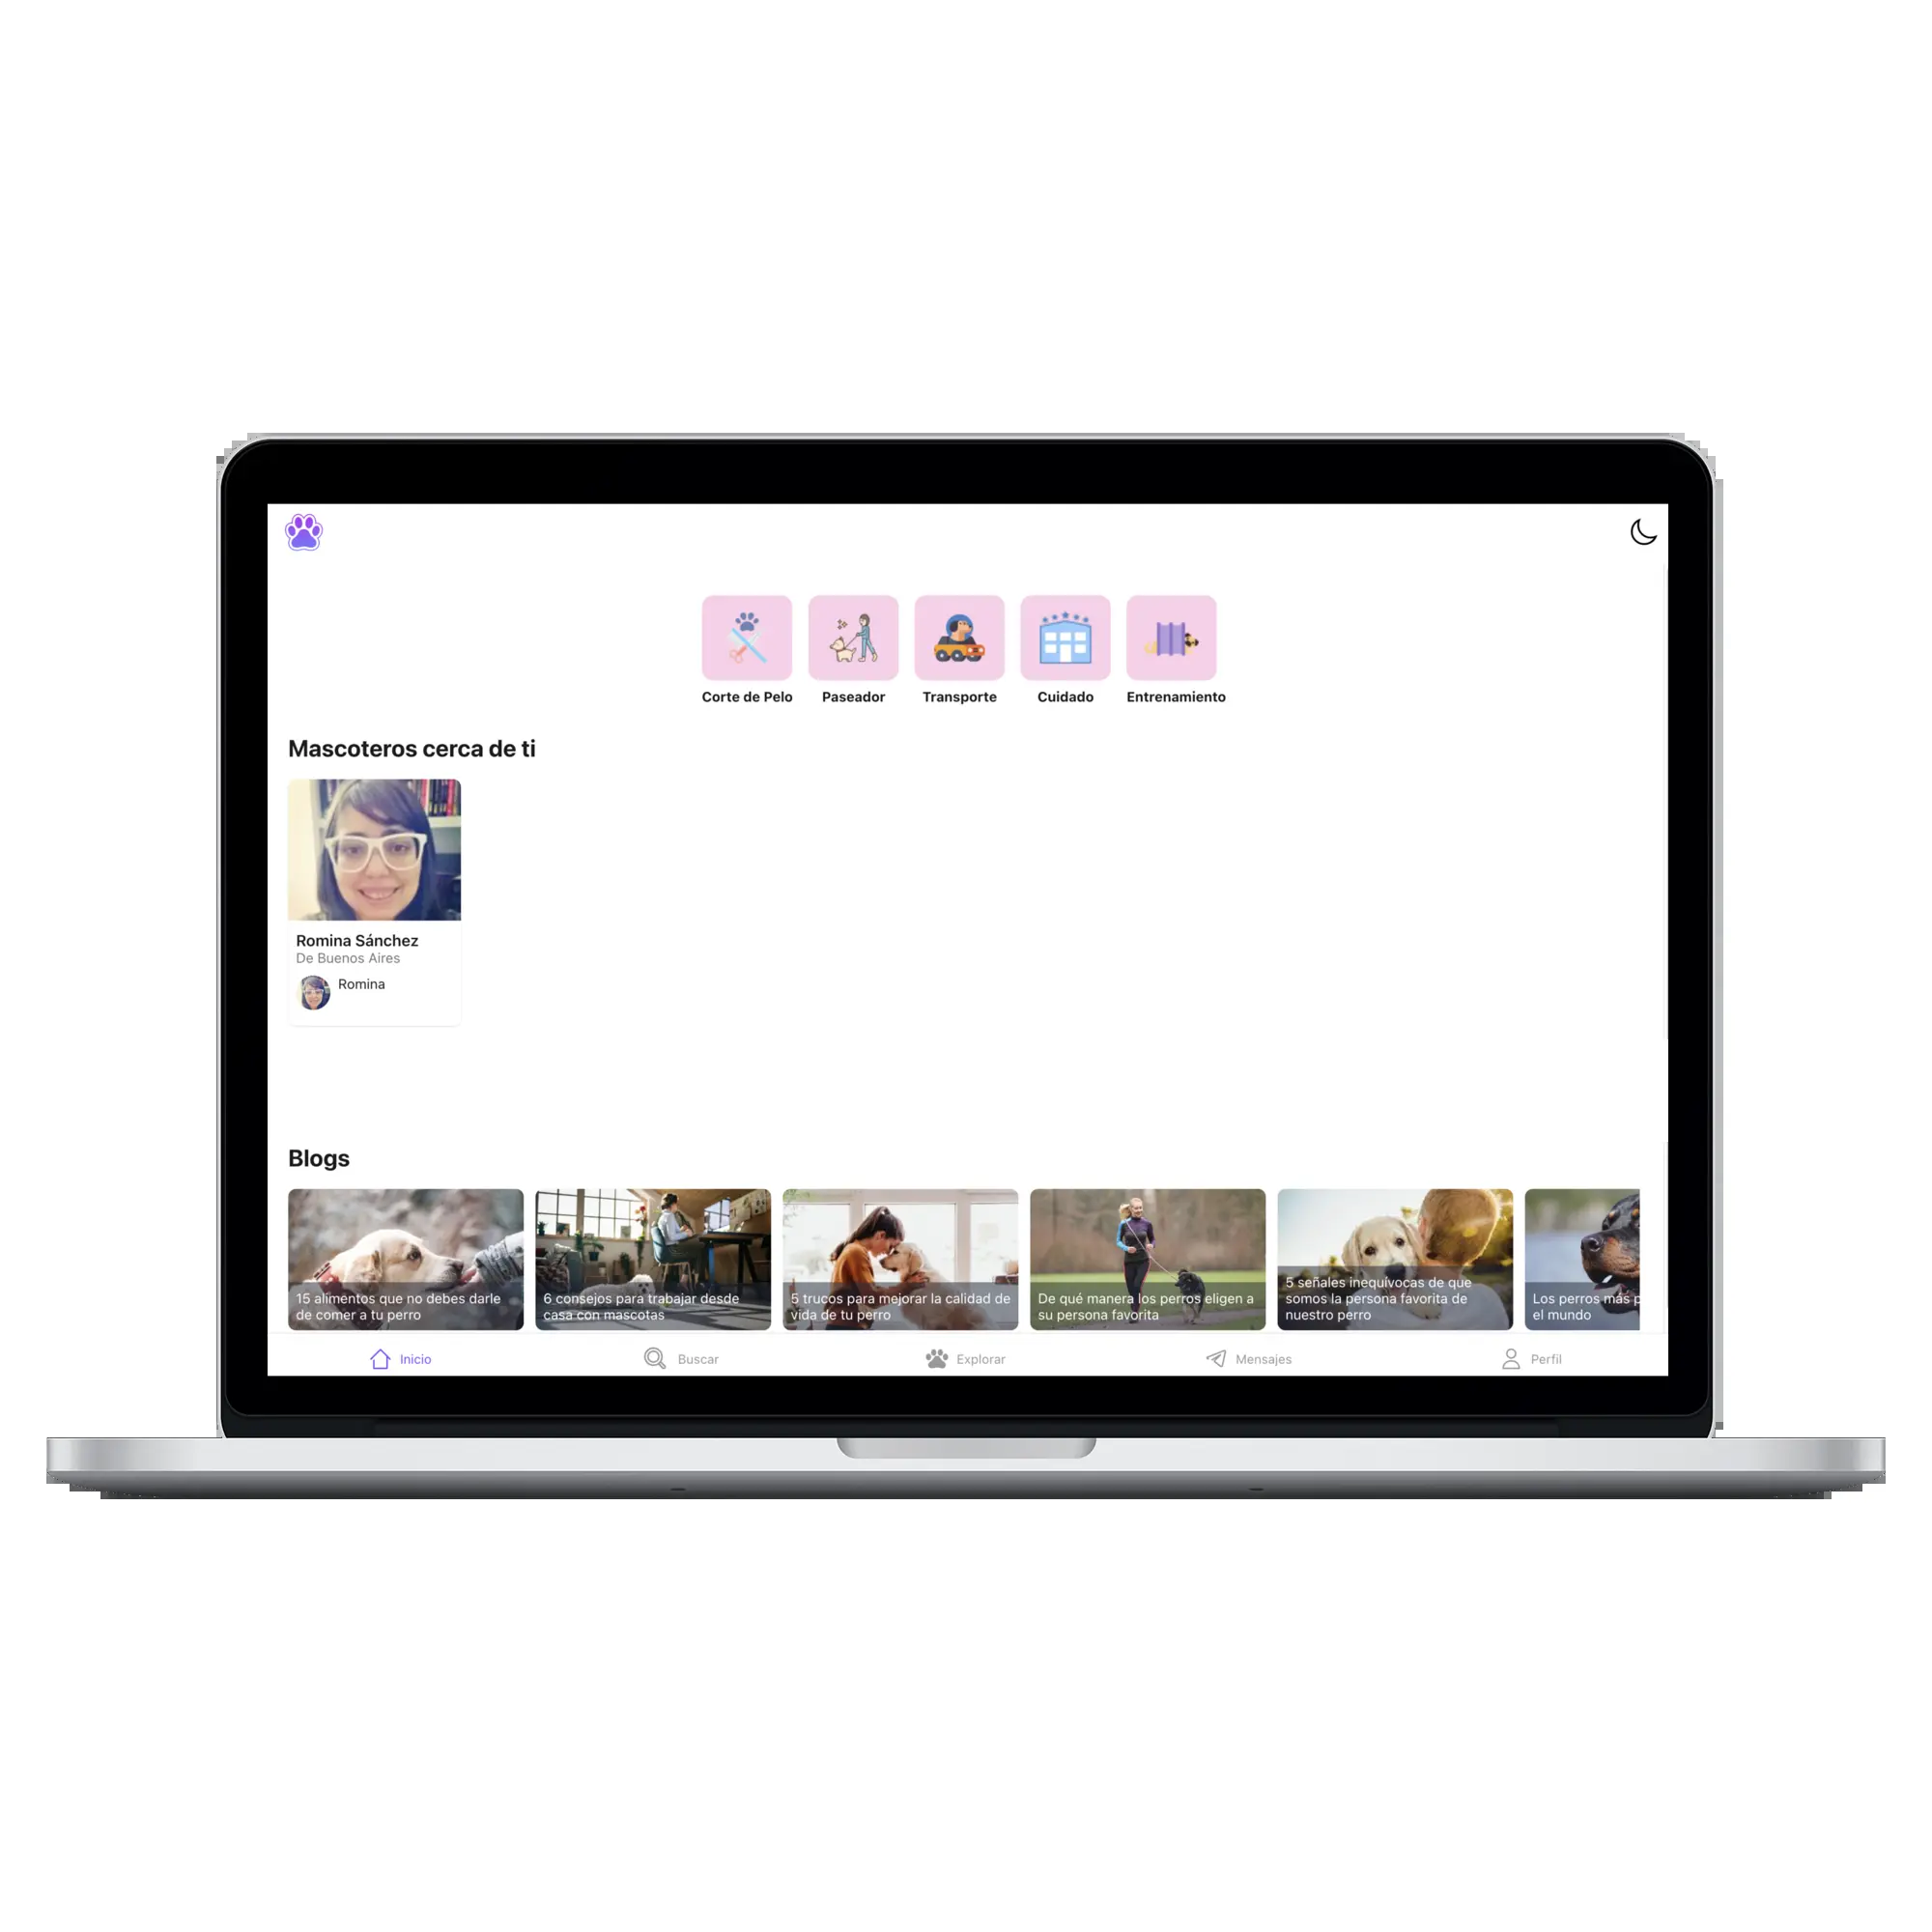 Corte de Pelo
Paseador
Transporte
Cuidado
Entrenamiento
Mascoteros cerca de ti
Romina Sánchez
De Buenos Aires
Romina
Blogs
15 alimentos que no debes darle
de comer a tu perro
6 consejos para trabajar desde
casa con mascotas
5 trucos para mejorar la calidad de
vida de tu perro
De qué manera los perros eligen a
su persona favorita
5 señales inequívocas de que
somos la persona favorita de
nuestro perro
Los perros más p
el mundo
Inicio
Buscar
Explorar
Mensajes
Perfil